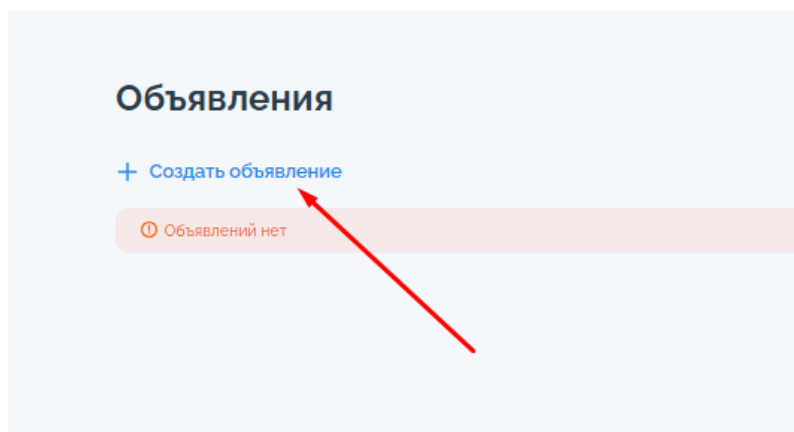 Объявления
+ Создать объявление
Объявлений нет